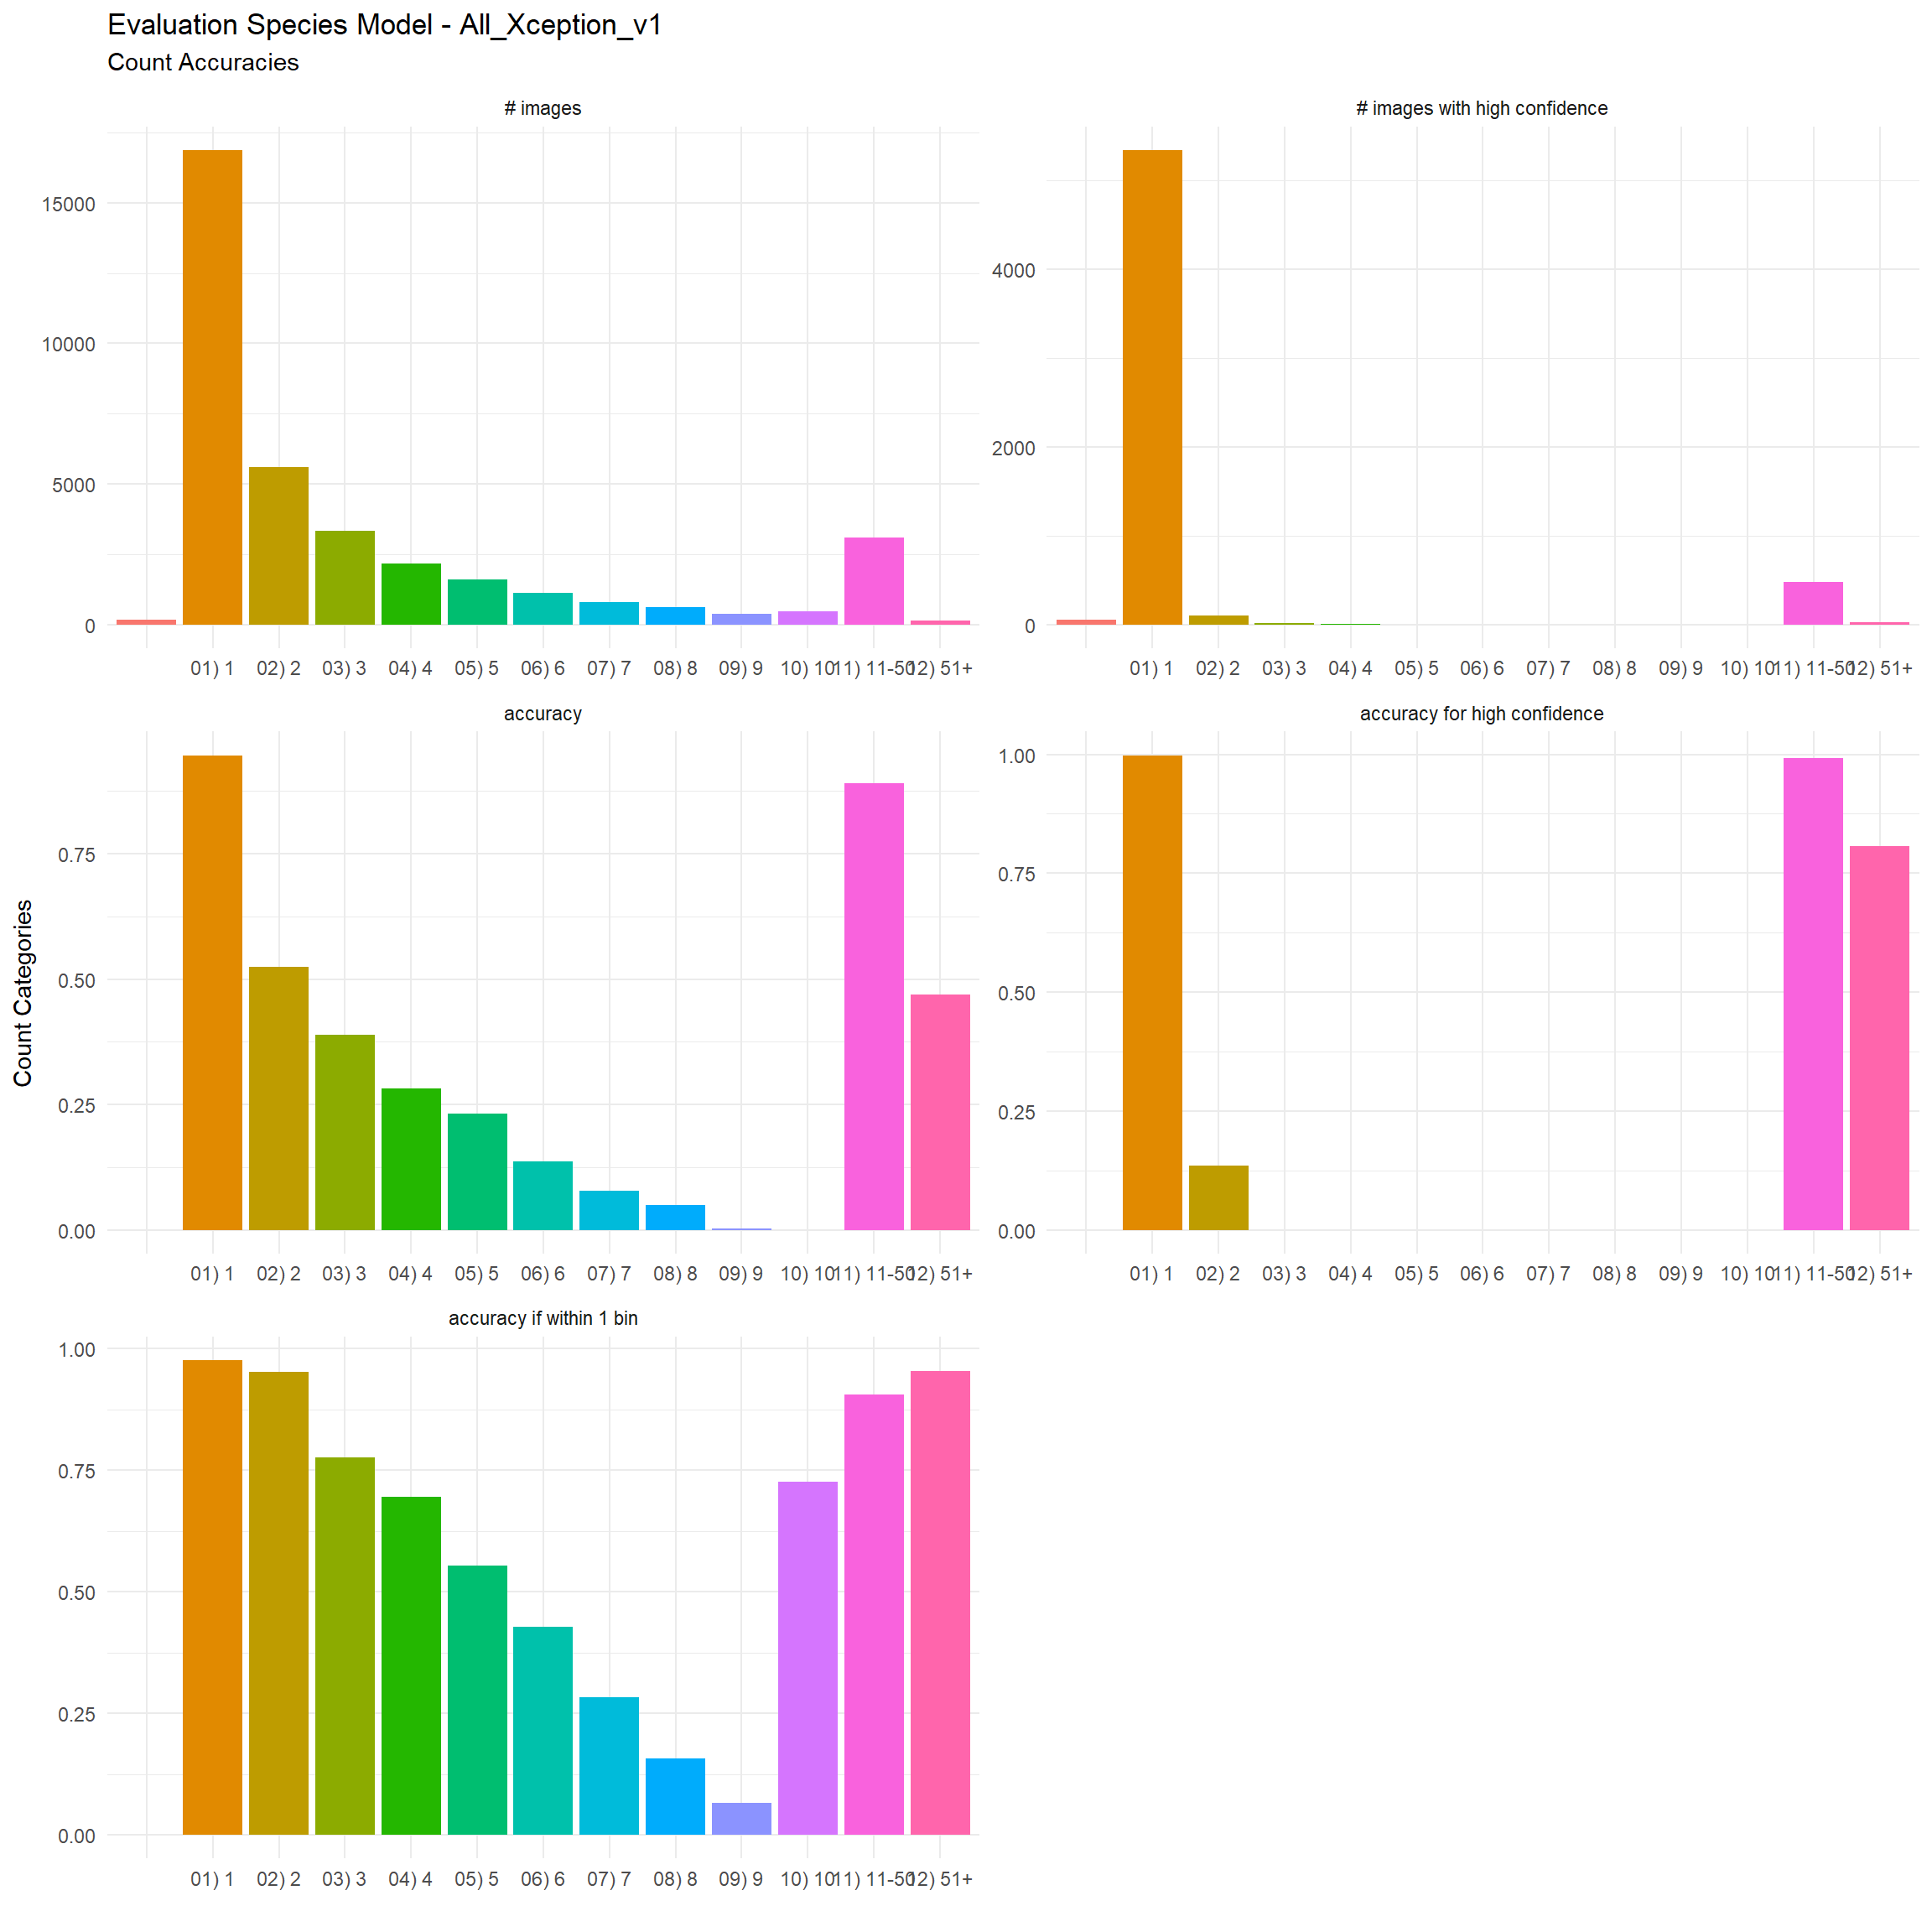 Evaluation Species Model - All_Xception_v1
Count Accuracies
# images
# images with high confidence
15000
10000
5000
0
4000
2000
0
01) 1 02) 2 03) 3 04) 4 05) 5 06) 6 07) 7 08) 8 09) 9 10) 10 11) 11-50 12) 51+
01) 1 02) 2 03) 3 04) 4 05) 5 06) 6 07) 7 08) 8 09) 9 10) 10 11) 11-50 12) 51+
accuracy
accuracy for high confidence
0.75
0.50
0.25
0.00
1.00
0.75
0.50
0.25
0.00
Count Categories
01) 1 02) 2 03) 3 04) 4 05) 5 06) 6 07) 7 08) 8 09) 9 10) 10 11) 11-50 12) 51+
01) 1 02) 2 03) 3 04) 4 05) 5 06) 6 07) 7 08) 8 09) 9 10) 10 11) 11-50 12) 51+
accuracy if within 1 bin
1.00
0.75
0.50
0.25
0.00
01) 1 02) 2 03) 3 04) 4 05) 5 06) 6 07) 7 08) 8 09) 9 10) 10 11) 11-50 12) 51+